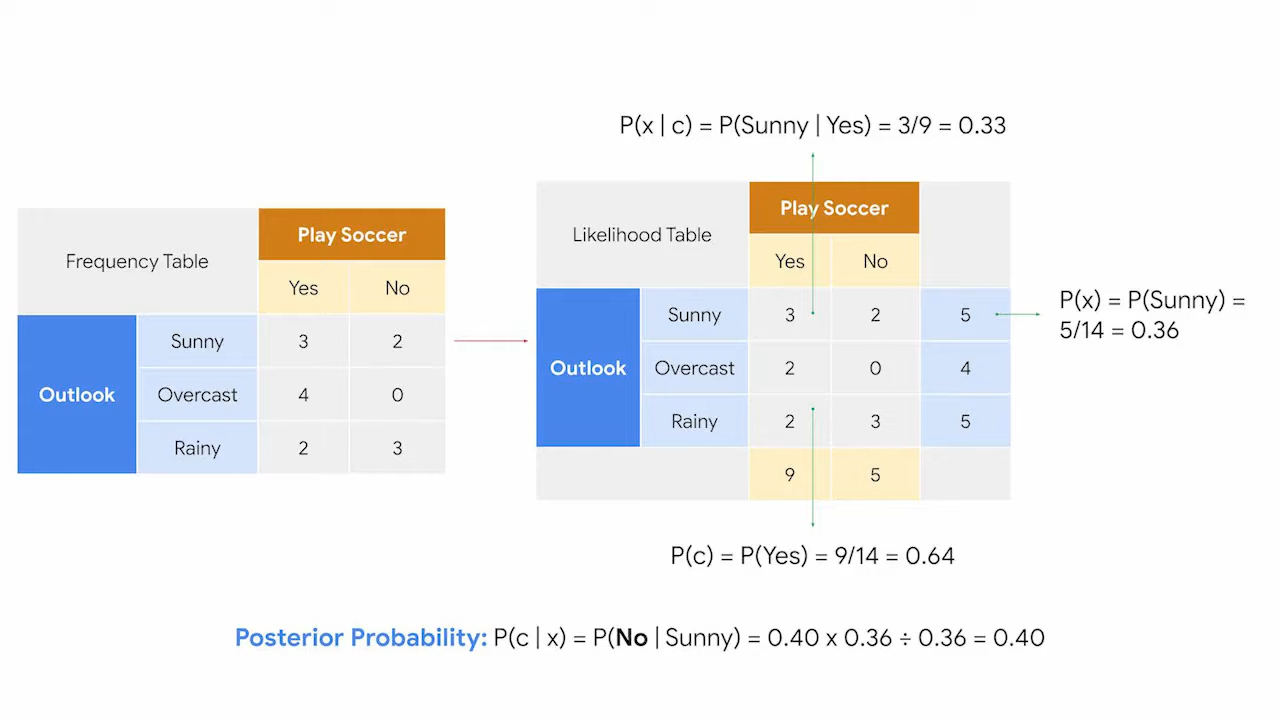 P(x | c) = P(Sunny | Yes) = 3/9 = 0.33
Frequency Table
Play Soccer
Yes No
Outlook
Sunny 3 2
Overcast 4 0
Rainy 2 3
Likelihood Table
Play Soccer
Yes No
Outlook
Sunny 3 2 5
Overcast 2 0 4
Rainy 2 3 5
9 5
P(x) = P(Sunny) =
5/14 = 0.36
P(c) = P(Yes) = 9/14 = 0.64
Posterior Probability: P(c | x) = P(No | Sunny) = 0.40 x 0.36 ÷ 0.36 = 0.40